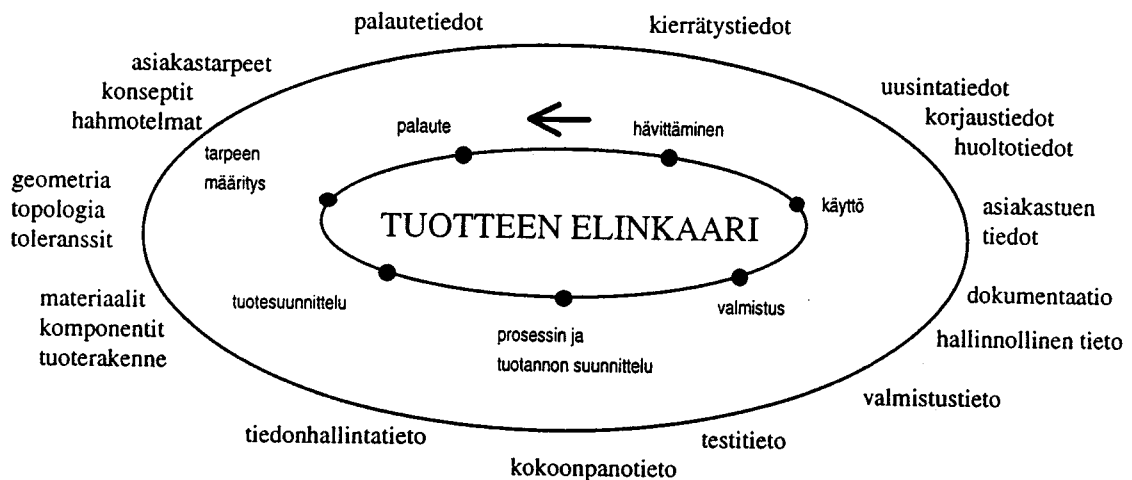 palautetiedot
kierrätystiedot
asiakastarpeet
konseptit
hahmotelmat
uusintatiedot
korjaustiedot
huoltotiedot
palaute
hävittäminen
tarpeen
määritys
geometria
topologia
toleranssit
TUOTTEEN ELINKAARI
käyttö
asiakastuen
tiedot
materiaalit
komponentit
tuoterakenne
tuotesuunnittelu
prosessin ja
tuotannon suunnittelu
valmistus
dokumentaatio
hallinnollinen tieto
valmistustieto
tiedonhallintatieto
kokoonpanotieto
testitieto